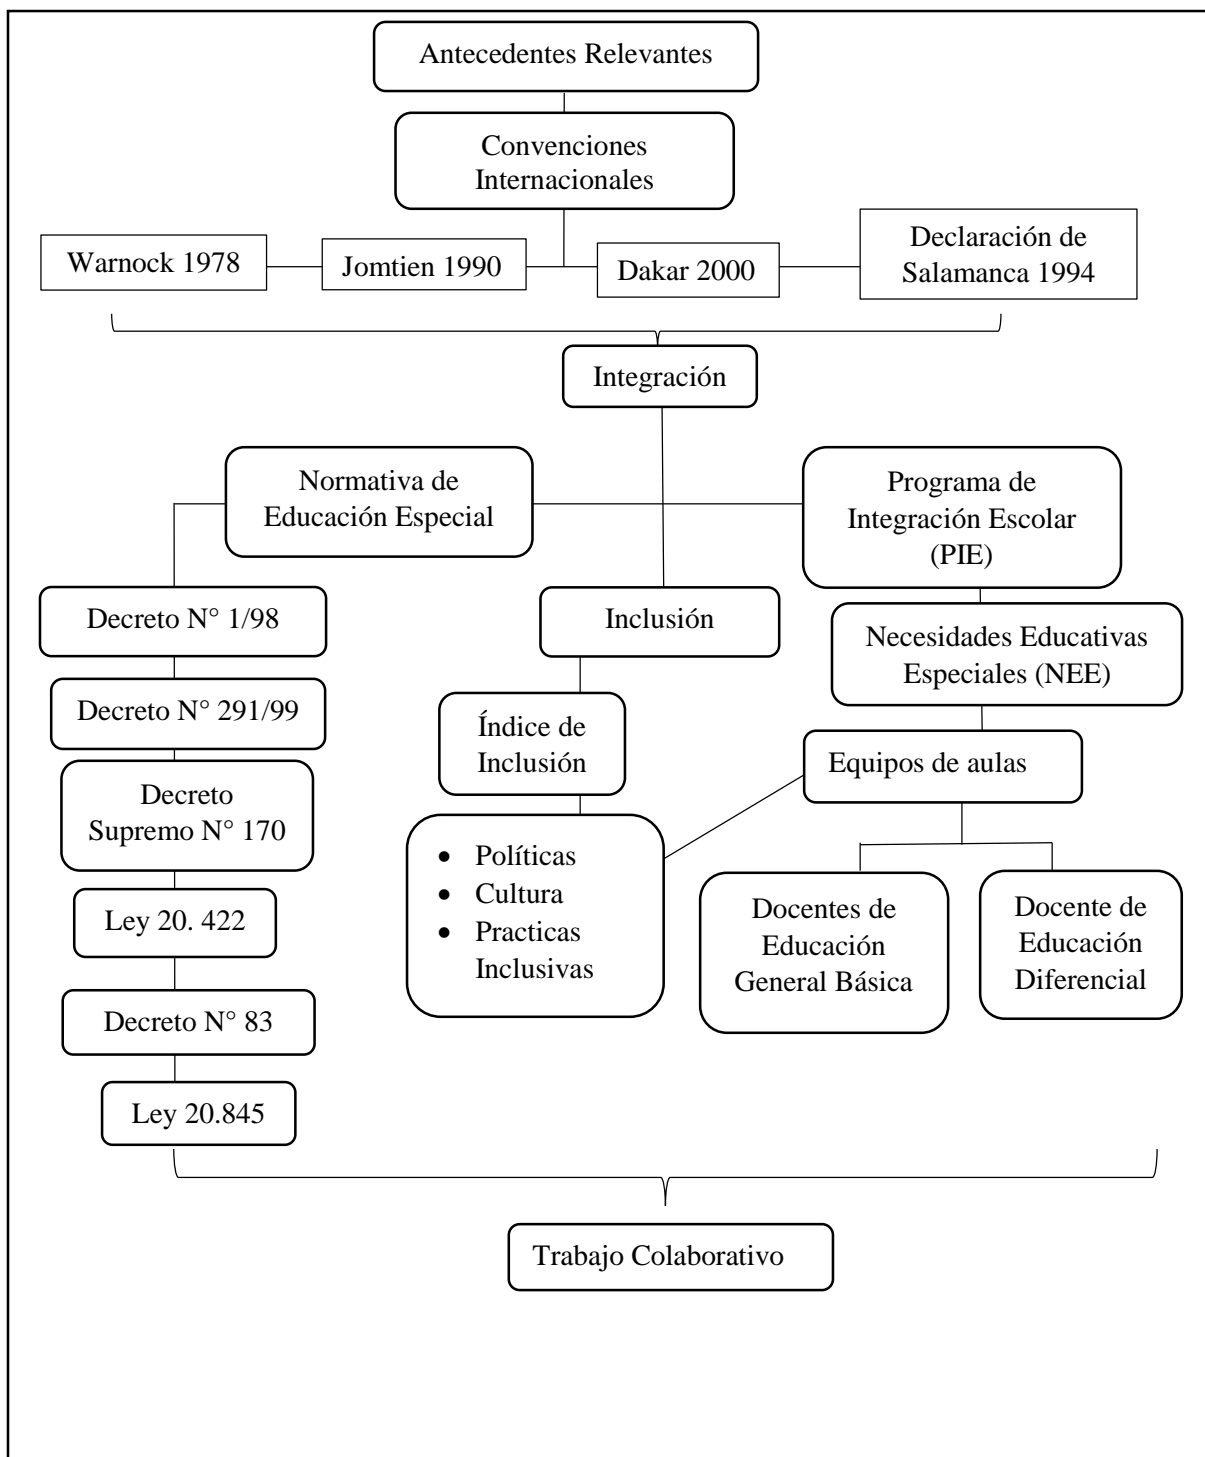 Antecedentes Relevantes
Convenciones
Internacionales
Warnock 1978
Jomtien 1990
Dakar 2000
Declaración de
Salamanca 1994
Integración
Normativa de
Educación Especial
Programa de
Integración Escolar
(PIE)
Decreto N° 1/98
Inclusión
Necesidades Educativas
Especiales (NEE)
Decreto N° 291/99
Índice de
Inclusión
Equipos de aulas
Decreto
Supremo N° 170
• Políticas
• Cultura
• Practicas
Inclusivas
Docentes de
Educación
General Básica
Docente de
Educación
Diferencial
Ley 20. 422
Decreto N° 83
Ley 20.845
Trabajo Colaborativo